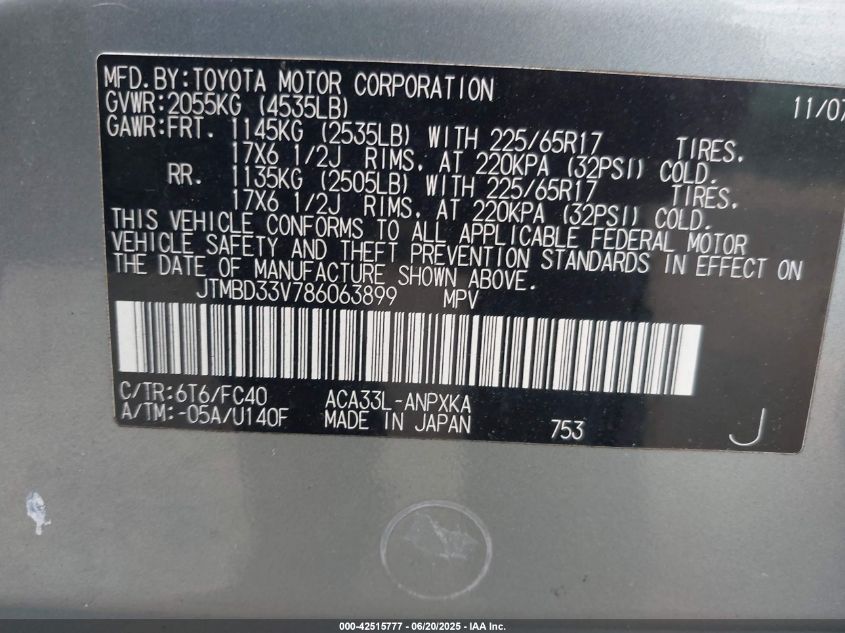 MFD.BY:TOYOTA MOTOR CORPORATION 11/07
GVWR:2055KG (4535LB)
GAWR:FRT. 1145KG (2535LB) WITH 225/65R17 TIRES.
17X6 1/2J RIMS, AT 220KPA (32PSI) COLD.
RR. 1135KG (2505LB) WITH 225/65R17 TIRES,
17X6 1/2J RIMS, AT 220KPA (32PSI) COLD.
THIS VEHICLE CONFORMS TO ALL APPLICABLE FEDERAL MOTOR
VEHICLE SAFETY AND THEFT PREVENTION STANDARDS IN EFFECT ON
THE DATE OF MANUFACTURE SHOWN ABOVE.
JTMBD33V786063899 MPV
C/TR:6T6/FC40 ACA33L-ANPXKA
A/TM:-05A/U140F MADE IN JAPAN 753 J
000-42515777 - 06/20/2025 - IAA Inc.